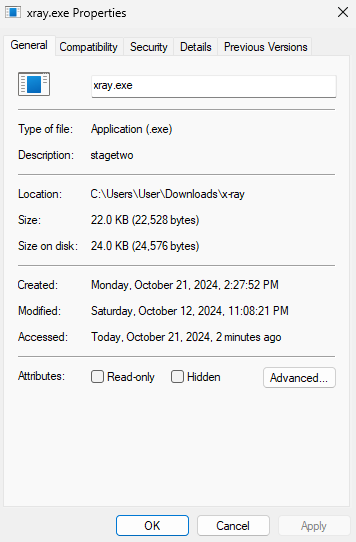 xray.exe Properties
General Compatibility Security Details Previous Versions
xray.exe
Type of file: Application (.exe)
Description: stagetwo
Location: C:\Users\User\Downloads\x-ray
Size: 22.0 KB (22,528 bytes)
Size on disk: 24.0 KB (24,576 bytes)
Created: Monday, October 21, 2024, 2:27:52 PM
Modified: Saturday, October 12, 2024, 11:08:21 PM
Accessed: Today, October 21, 2024, 2 minutes ago
Attributes: Read-only Hidden Advanced...
OK Cancel Apply